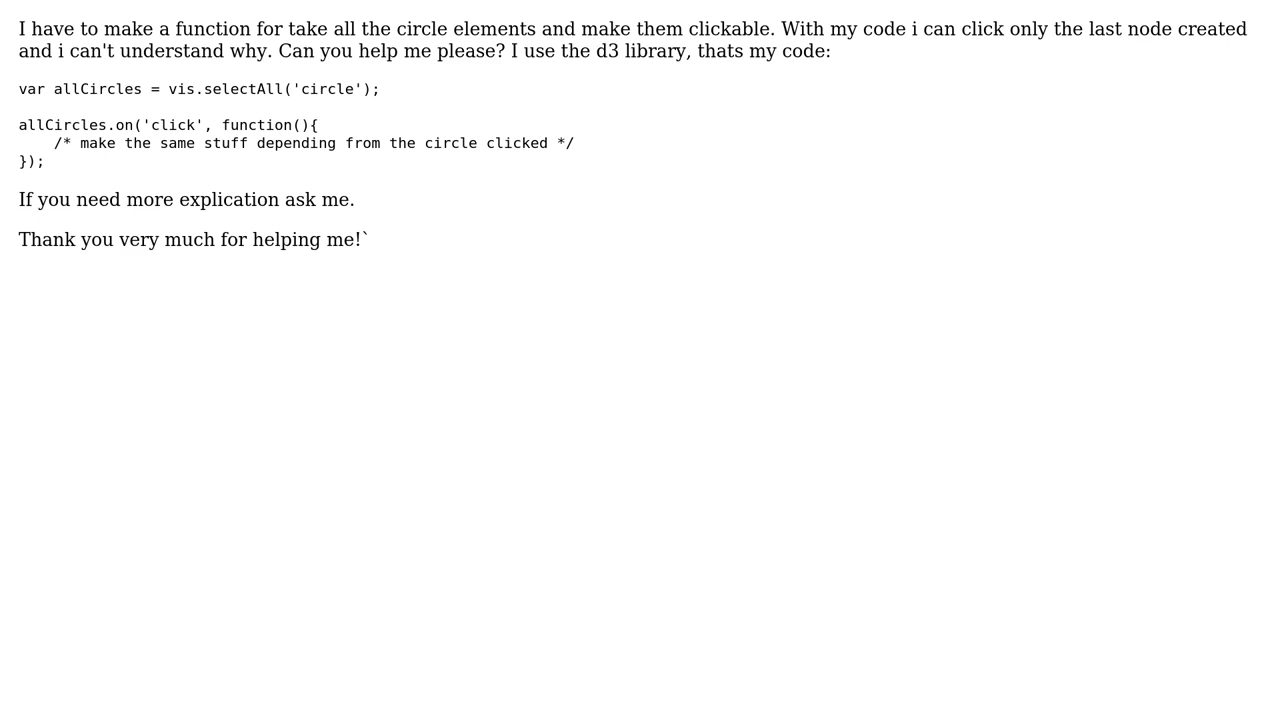 I have to make a function for take all the circle elements and make them clickable. With my code i can click only the last node created
and i can't understand why. Can you help me please? I use the d3 library, thats my code:
var allCircles = vis.selectAll('circle');
allCircles.on('click', function(){
    /* make the same stuff depending from the circle clicked */
});
If you need more explication ask me.
Thank you very much for helping me!`